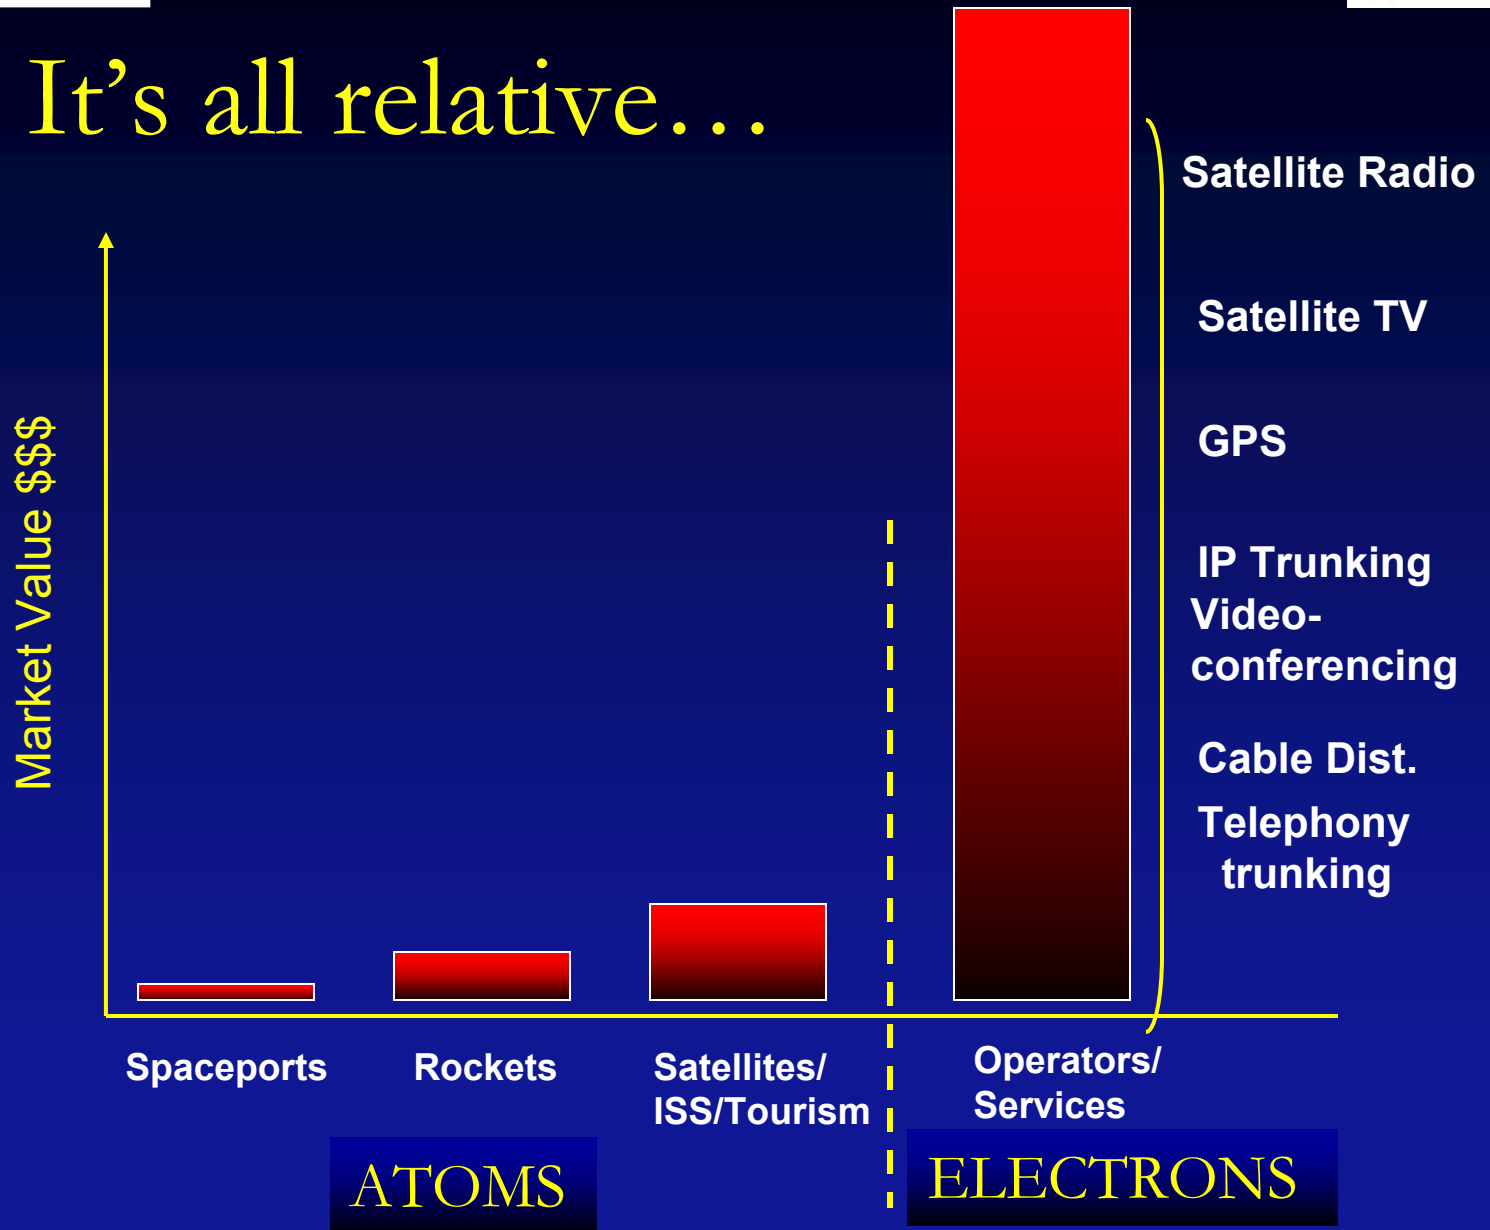 It’s all relative…
Market Value $$$
Satellite Radio
Satellite TV
GPS
IP Trunking
Video-
conferencing
Cable Dist.
Telephony
trunking
Spaceports
Rockets
Satellites/
ISS/Tourism
Operators/
Services
ATOMS
ELECTRONS